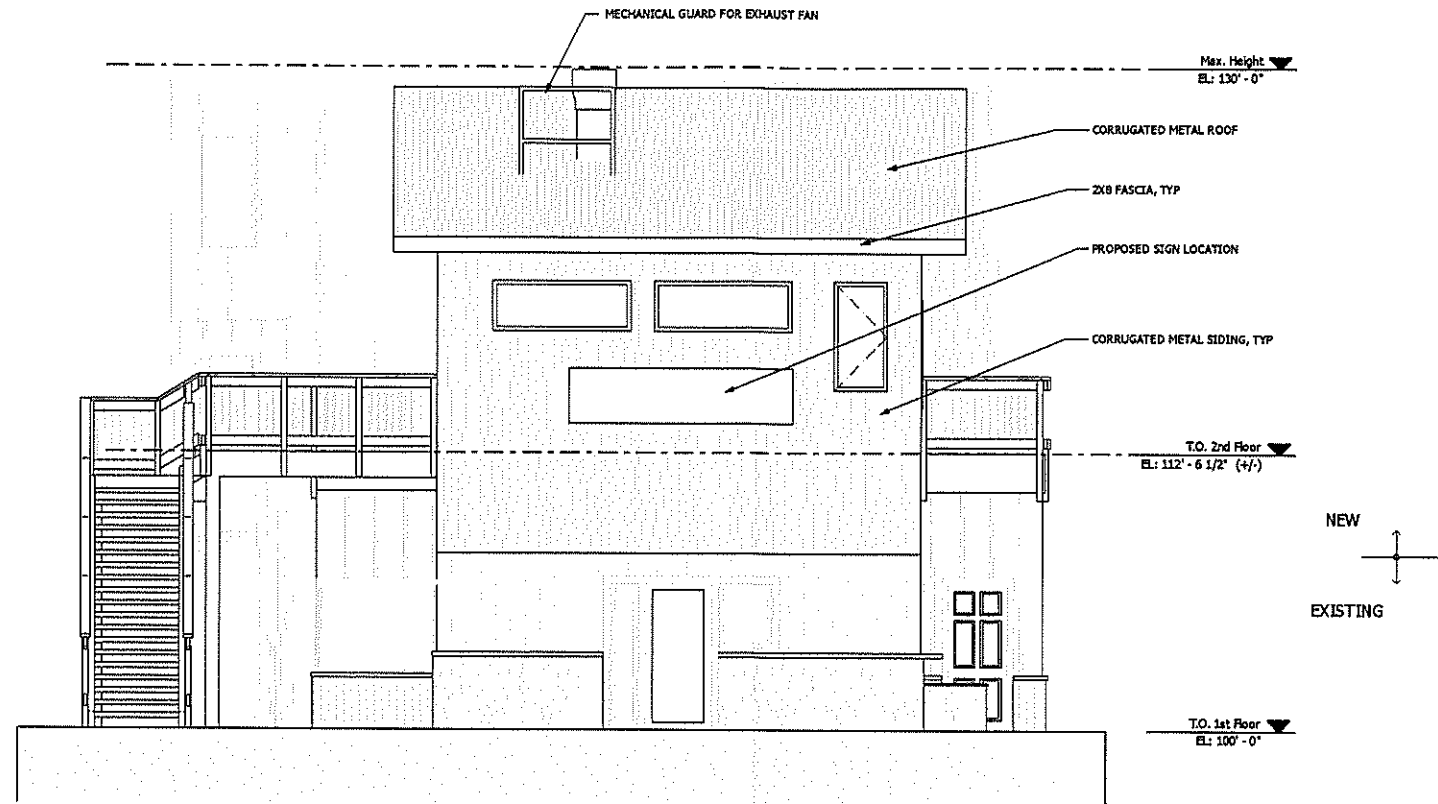 MECHANICAL GUARD FOR EXHAUST FAN
Max. Height
EL: 130' - 0"
CORRUGATED METAL ROOF
2X8 FASCIA, TYP
PROPOSED SIGN LOCATION
CORRUGATED METAL SIDING, TYP
T.O. 2nd Floor
EL: 112' - 6 1/2" (+/-)
NEW
EXISTING
T.O. 1st Floor
EL: 100' - 0"